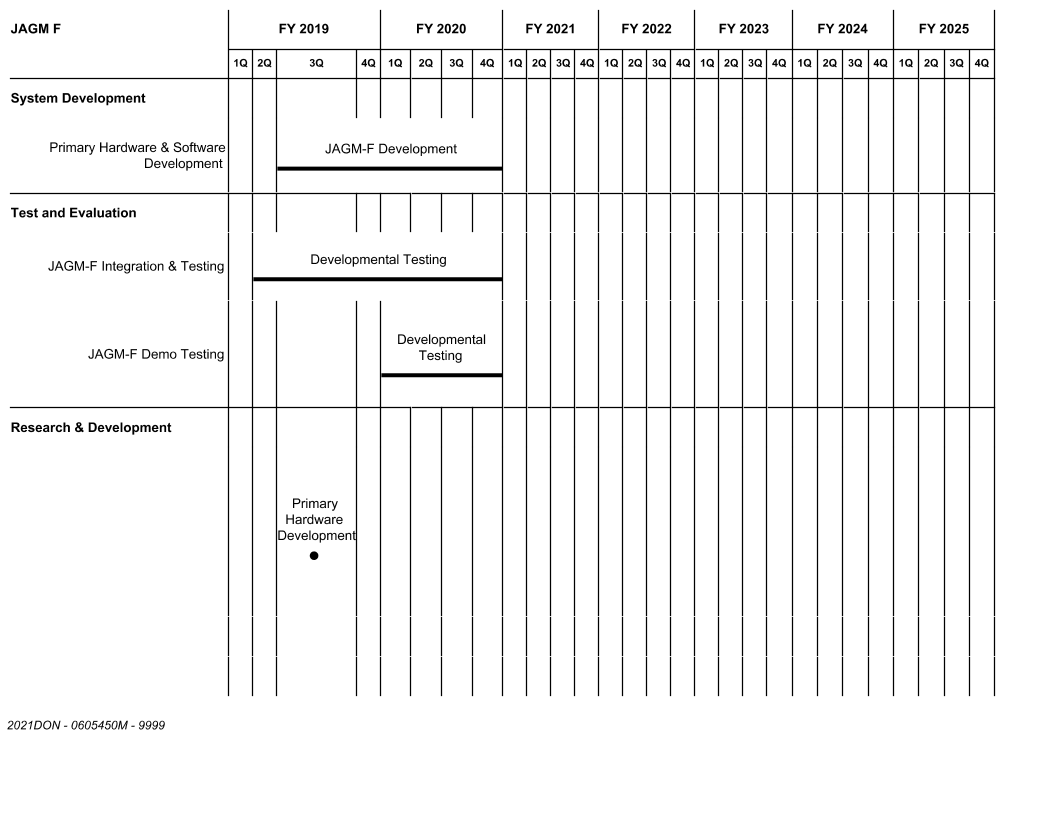 JAGM F FY 2019 FY 2020 FY 2021 FY 2022 FY 2023 FY 2024 FY 2025
1Q 2Q 3Q 4Q 1Q 2Q 3Q 4Q 1Q 2Q 3Q 4Q 1Q 2Q 3Q 4Q 1Q 2Q 3Q 4Q 1Q 2Q 3Q 4Q 1Q 2Q 3Q 4Q
System Development
Primary Hardware & Software
Development
JAGM-F Development
Test and Evaluation
JAGM-F Integration & Testing
Developmental Testing
JAGM-F Demo Testing
Developmental
Testing
Research & Development
Primary
Hardware
Development
2021DON - 0605450M - 9999